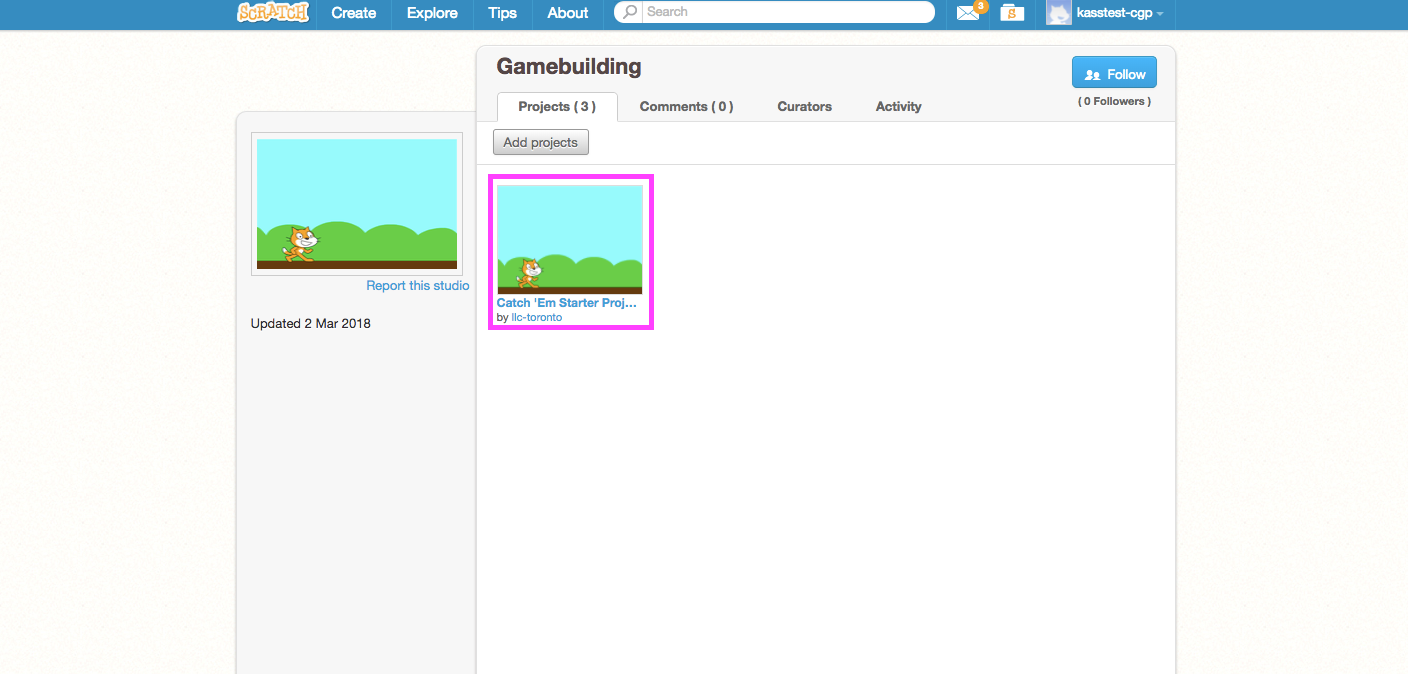 SCRATCH Create Explore Tips About Search 3 S kasstest-cgp
Gamebuilding
Follow
( 0 Followers )
Projects ( 3 ) Comments ( 0 ) Curators Activity
Add projects
Catch 'Em Starter Proj...
by llc-toronto
Report this studio
Updated 2 Mar 2018